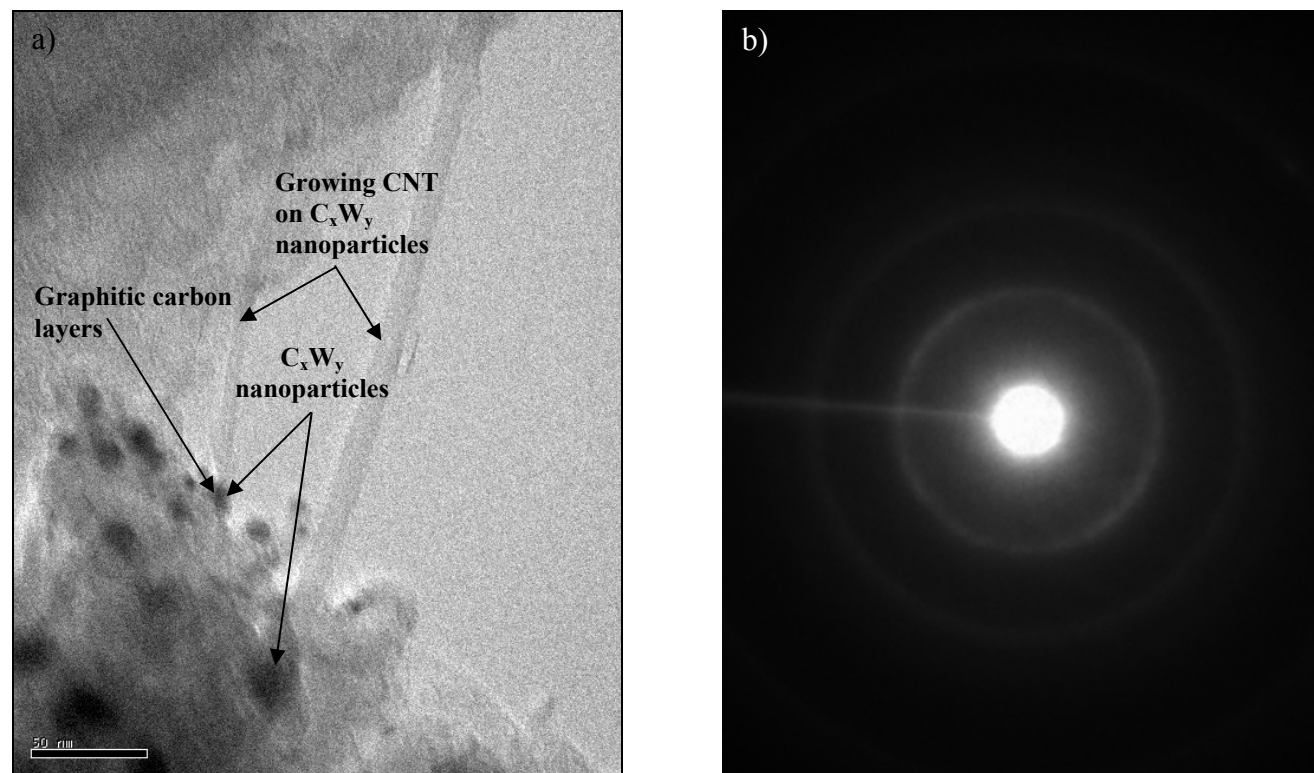 a)
Growing CNT
on CxWy
nanoparticles
Graphitic carbon
layers
CxWy
nanoparticles
50 nm
b)